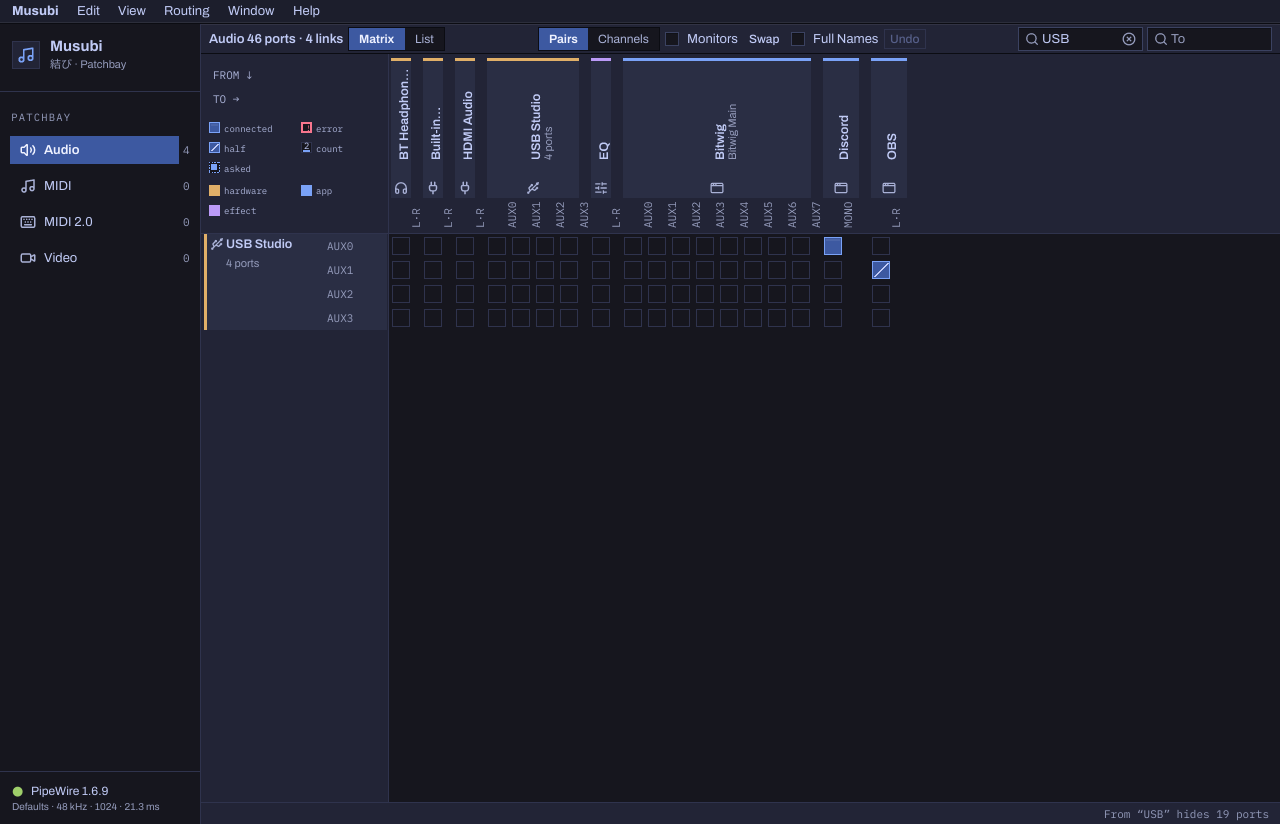 Musubi Edit View Routing Window Help
Musubi
結び · Patchbay
PATCHBAY
Audio 4
MIDI 0
MIDI 2.0 0
Video 0
PipeWire 1.6.9
Defaults · 48 kHz · 1024 · 21.3 ms
Audio 46 ports · 4 links Matrix List Pairs Channels Monitors Swap Full Names Undo USB To
FROM ↓
TO →
connected error
half 2 count
asked
hardware app
effect
BT Headphon…
Built-in…
HDMI Audio
USB Studio
4 ports
EQ
Bitwig
Bitwig Main
Discord
OBS
L·R L·R L·R AUX0 AUX1 AUX2 AUX3 L·R AUX0 AUX1 AUX2 AUX3 AUX4 AUX5 AUX6 AUX7 MONO L·R
USB Studio AUX0
4 ports AUX1
AUX2
AUX3
From “USB” hides 19 ports